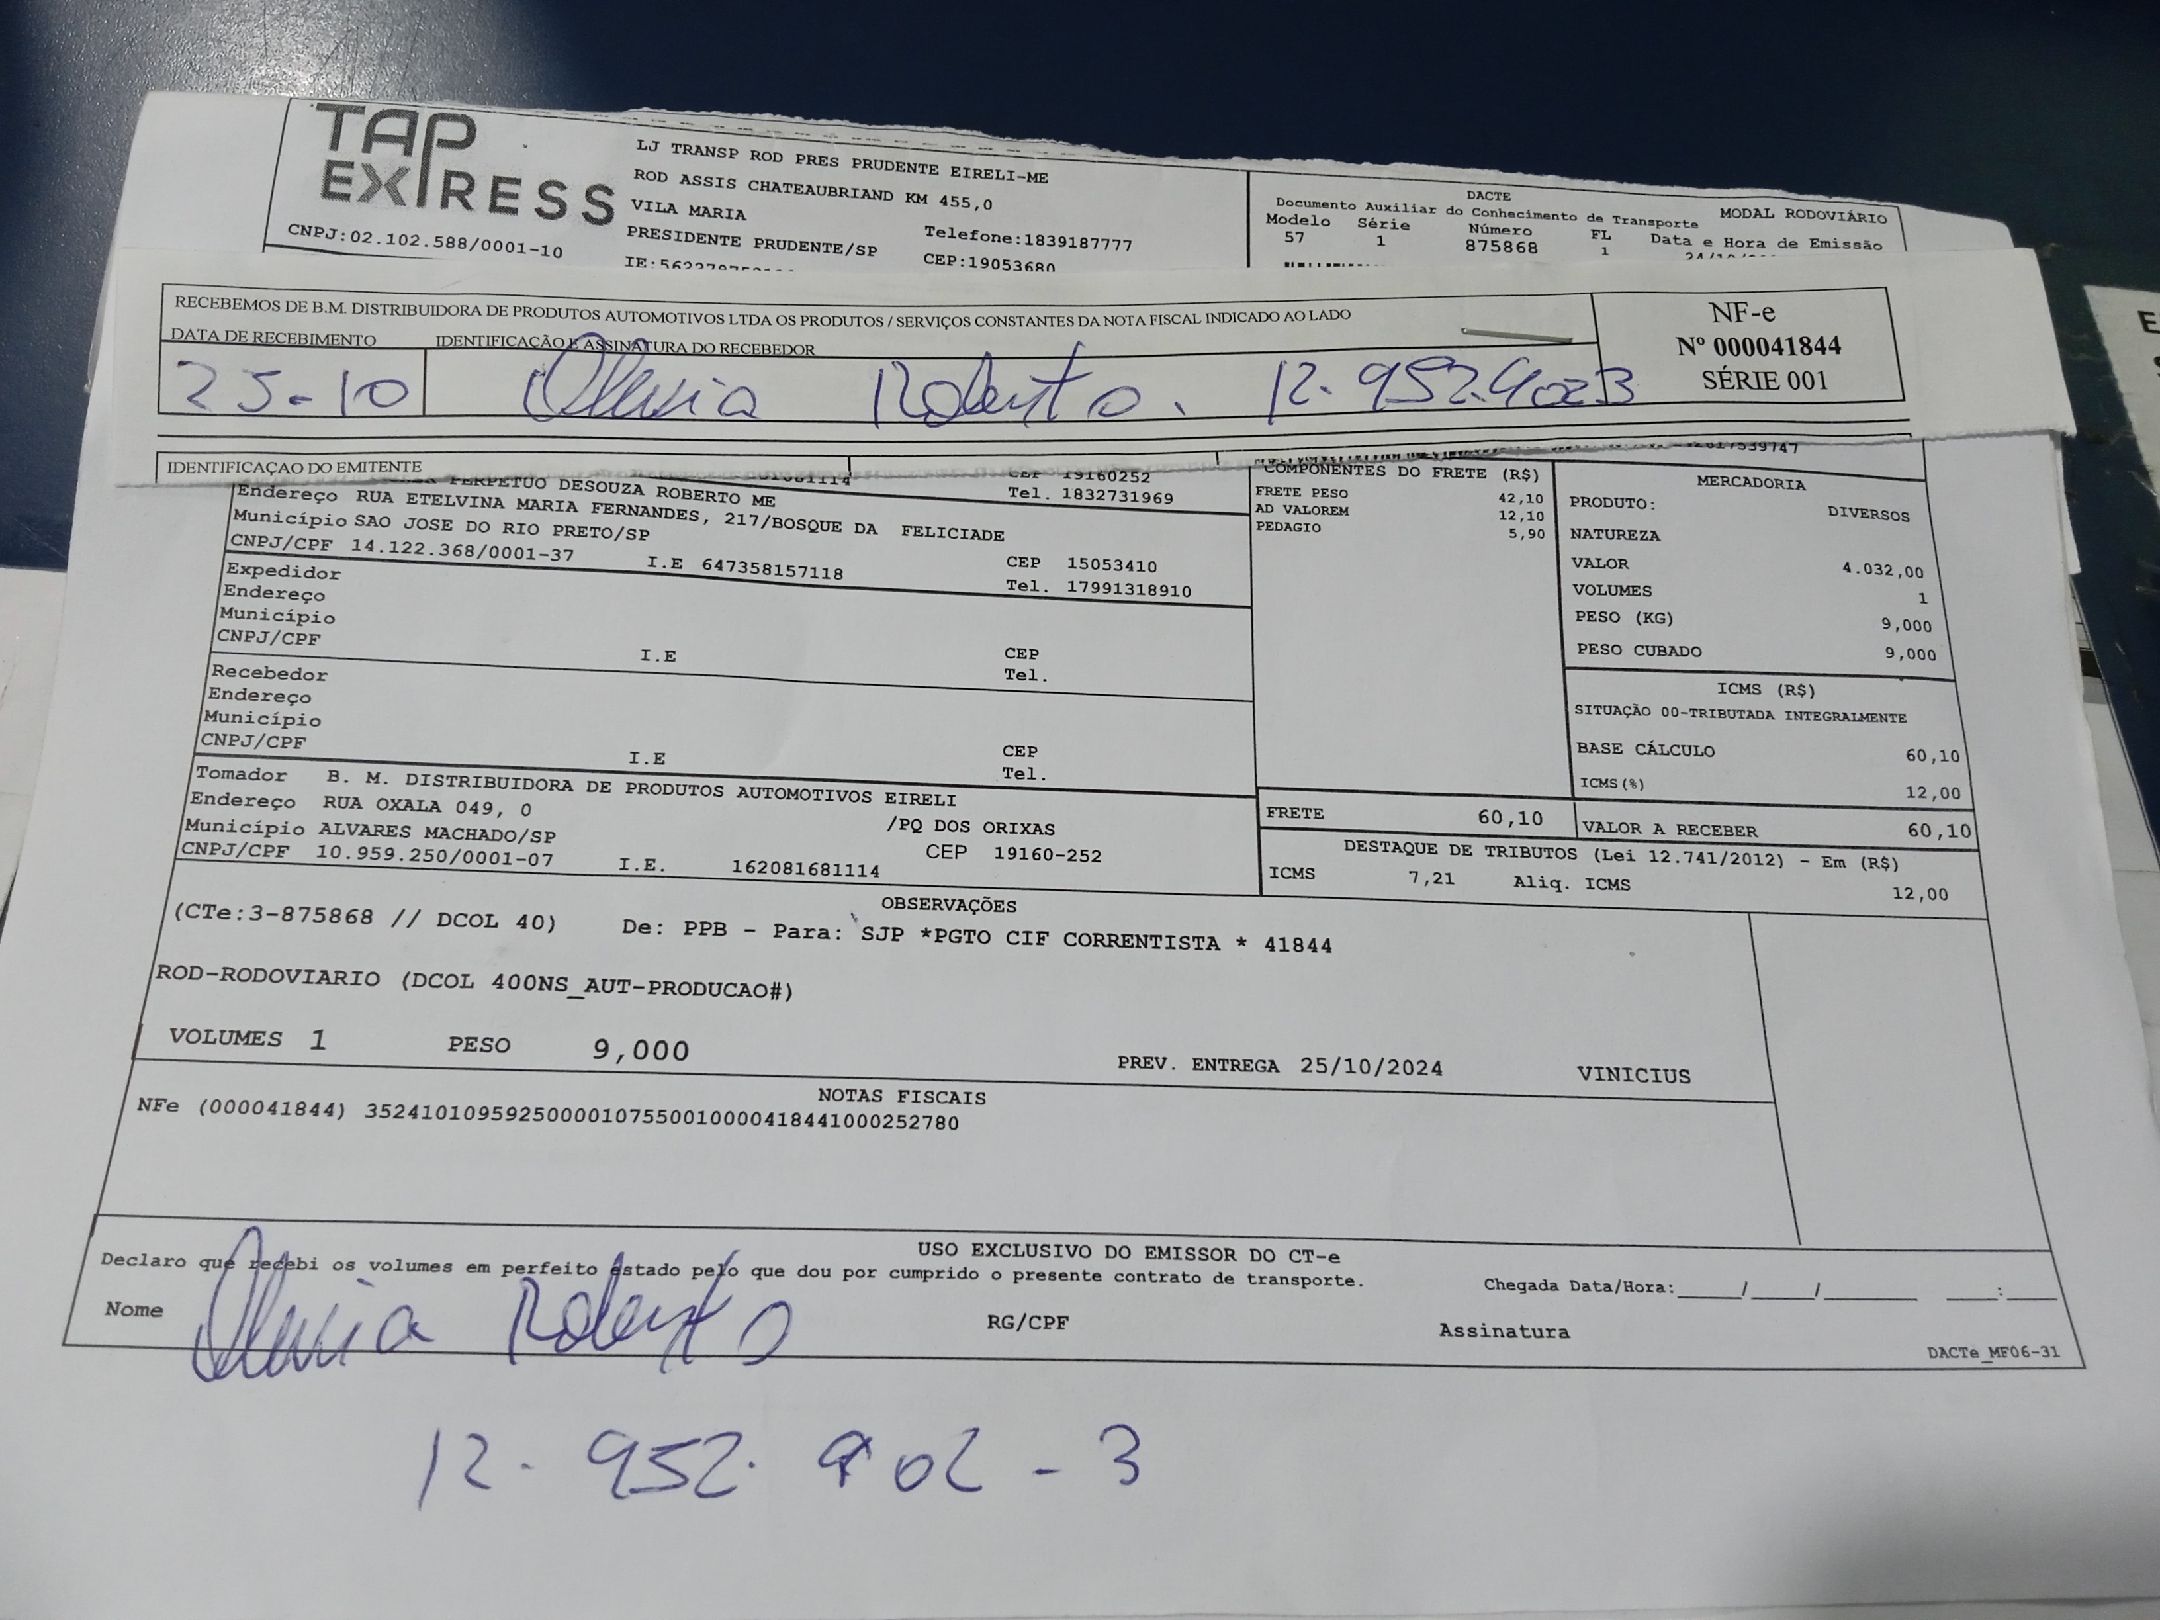 TAP
EXPRESS
CNPJ:02.102.588/0001-10
LJ TRANSP ROD PRES PRUDENTE EIRELI-ME
ROD ASSIS CHATEAUBRIAND KM 455,0
VILA MARIA
PRESIDENTE PRUDENTE/SP
Telefone:1839187777
CEP:19053680
DACTE
Documento Auxiliar do Conhecimento de Transporte
MODAL RODOVIÁRIO
Modelo Série Número FL Data e Hora de Emissão
57 1 875868 1
RECEBEMOS DE B.M. DISTRIBUIDORA DE PRODUTOS AUTOMOTIVOS LTDA OS PRODUTOS / SERVIÇOS CONSTANTES DA NOTA FISCAL INDICADO AO LADO
DATA DE RECEBIMENTO
IDENTIFICAÇÃO E ASSINATURA DO RECEBEDOR
25-10
Roberto.
NF-e
Nº 000041844
SÉRIE 001
IDENTIFICAÇAO DO EMITENTE
CEP 19160252
PERPETUO DESOUZA ROBERTO ME Tel. 1832731969
Endereço RUA ETELVINA MARIA FERNANDES, 217/BOSQUE DA FELICIADE
Município SAO JOSE DO RIO PRETO/SP CEP 15053410
CNPJ/CPF 14.122.368/0001-37 I.E 647358157118 Tel. 17991318910
Expedidor
Endereço
Município CEP
CNPJ/CPF I.E Tel.
Recebedor
Endereço
Município CEP
CNPJ/CPF I.E Tel.
Tomador B. M. DISTRIBUIDORA DE PRODUTOS AUTOMOTIVOS EIRELI
Endereço RUA OXALA 049, 0 /PQ DOS ORIXAS
Município ALVARES MACHADO/SP CEP 19160-252
CNPJ/CPF 10.959.250/0001-07 I.E. 162081681114
COMPONENTES DO FRETE (R$)
FRETE PESO 42,10
AD VALOREM 12,10
PEDAGIO 5,90
MERCADORIA
PRODUTO: DIVERSOS
NATUREZA
VALOR 4.032,00
VOLUMES 1
PESO (KG) 9,000
PESO CUBADO 9,000
ICMS (R$)
SITUAÇÃO 00-TRIBUTADA INTEGRALMENTE
BASE CÁLCULO 60,10
ICMS(%) 12,00
FRETE 60,10 VALOR A RECEBER 60,10
DESTAQUE DE TRIBUTOS (Lei 12.741/2012) - Em (R$)
ICMS 7,21 Aliq. ICMS 12,00
OBSERVAÇÕES
(CTe:3-875868 // DCOL 40) De: PPB - Para: SJP *PGTO CIF CORRENTISTA * 41844
ROD-RODOVIARIO (DCOL 400NS_AUT-PRODUCAO#)
VOLUMES 1 PESO 9,000 PREV. ENTREGA 25/10/2024 VINICIUS
NOTAS FISCAIS
NFe (000041844) 35241010959250000107550010000418441000252780
USO EXCLUSIVO DO EMISSOR DO CT-e
Declaro que recebi os volumes em perfeito estado pelo que dou por cumprido o presente contrato de transporte.
Chegada Data/Hora:_____/_____/_______ ____:____
Nome Roberto RG/CPF Assinatura
DACTe_MF06-31
12.952.902-3